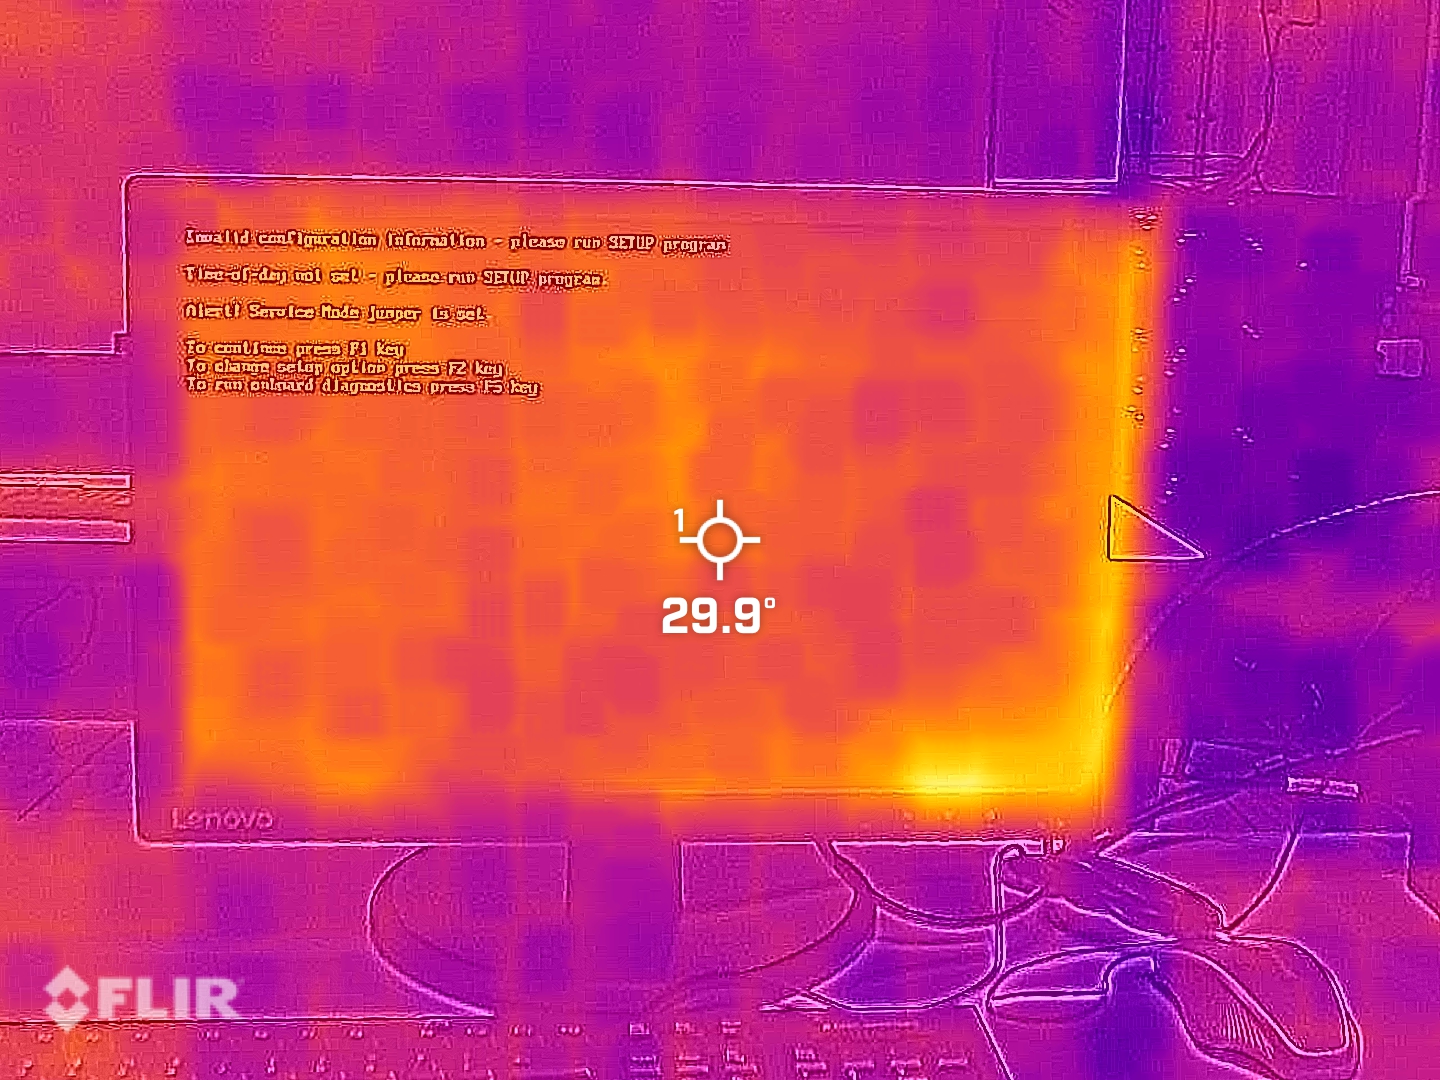 Invalid configuration information - please run SETUP program
Time-of-day not set - please run SETUP program.
Alert! Service Mode Jumper is set.
To continue press F1 key
To change setup option press F2 key
To run onboard diagnostics press F5 key
1
29.9°
Lenovo
FLIR